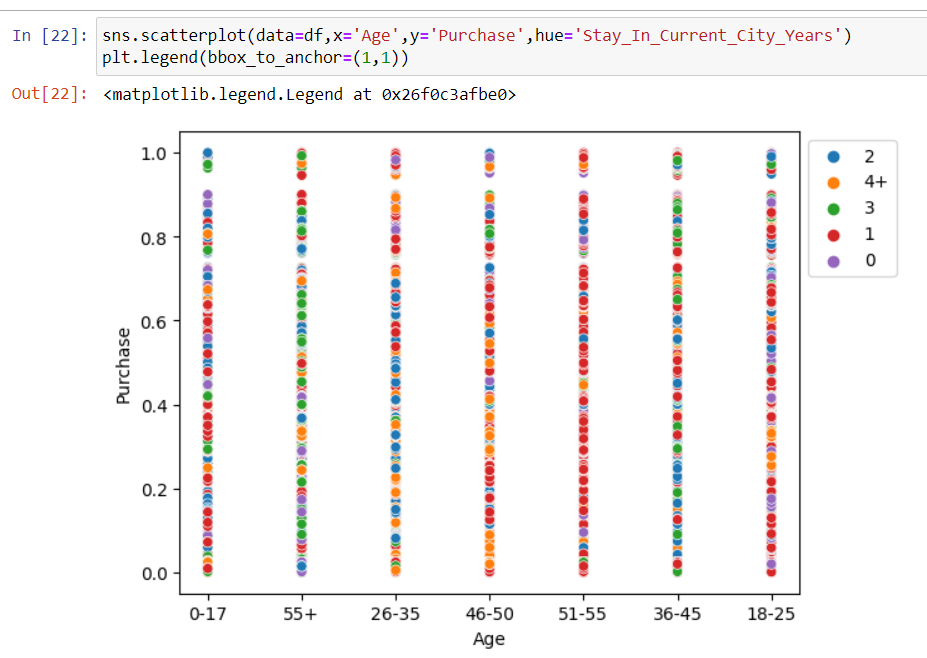 In [22]: sns.scatterplot(data=df,x='Age',y='Purchase',hue='Stay_In_Current_City_Years')
plt.legend(bbox_to_anchor=(1,1))
Out[22]: <matplotlib.legend.Legend at 0x26f0c3afbe0>
2
4+
3
1
0
1.0
0.8
0.6
0.4
0.2
0.0
Purchase
0-17 55+ 26-35 46-50 51-55 36-45 18-25
Age